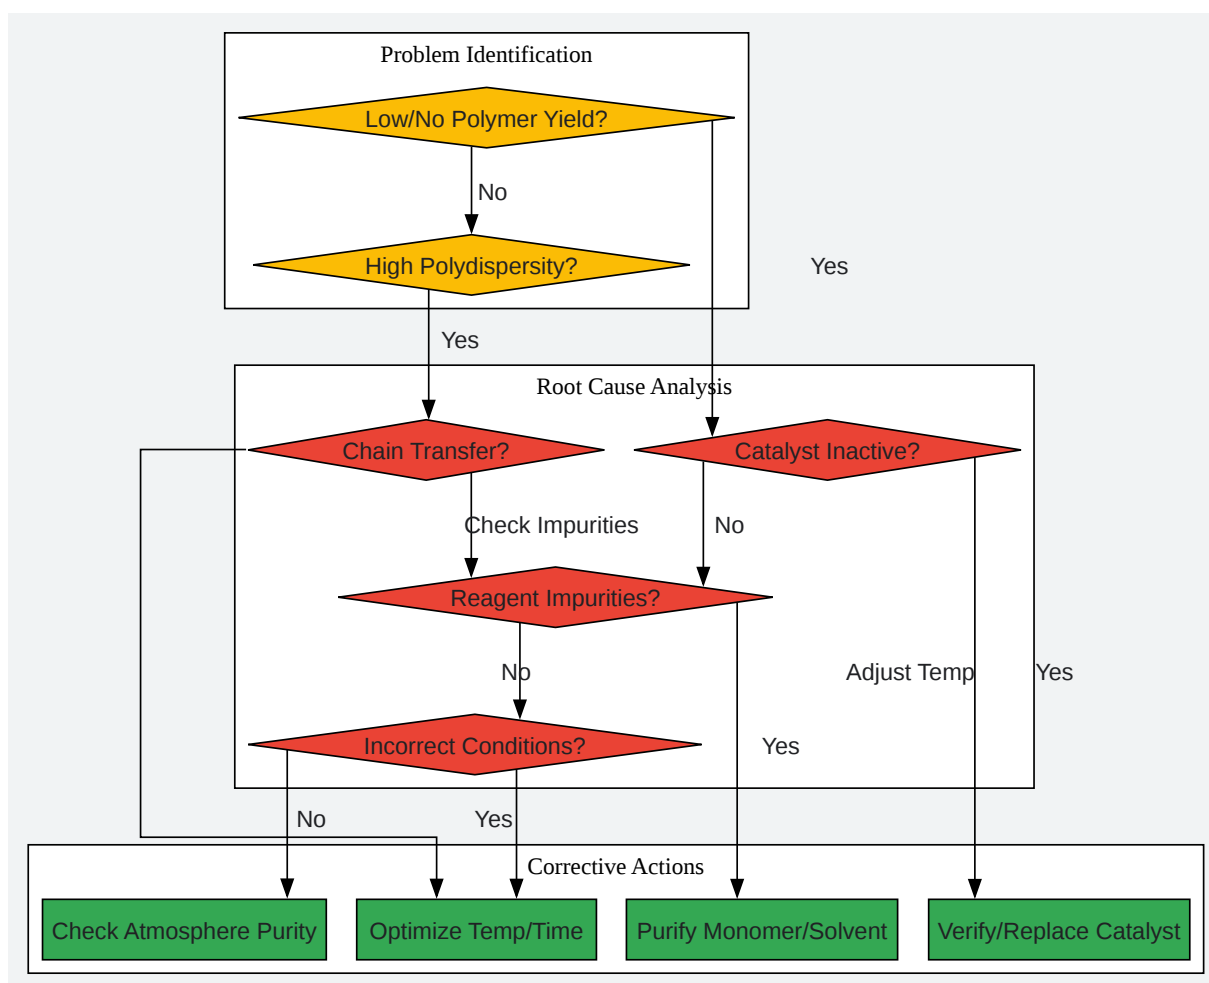 Problem Identification
Low/No Polymer Yield?
No
High Polydispersity?
Yes
Yes
Root Cause Analysis
Chain Transfer?
Catalyst Inactive?
Check Impurities
No
Reagent Impurities?
No
Adjust Temp
Yes
Incorrect Conditions?
Yes
No
Yes
Corrective Actions
Check Atmosphere Purity
Optimize Temp/Time
Purify Monomer/Solvent
Verify/Replace Catalyst